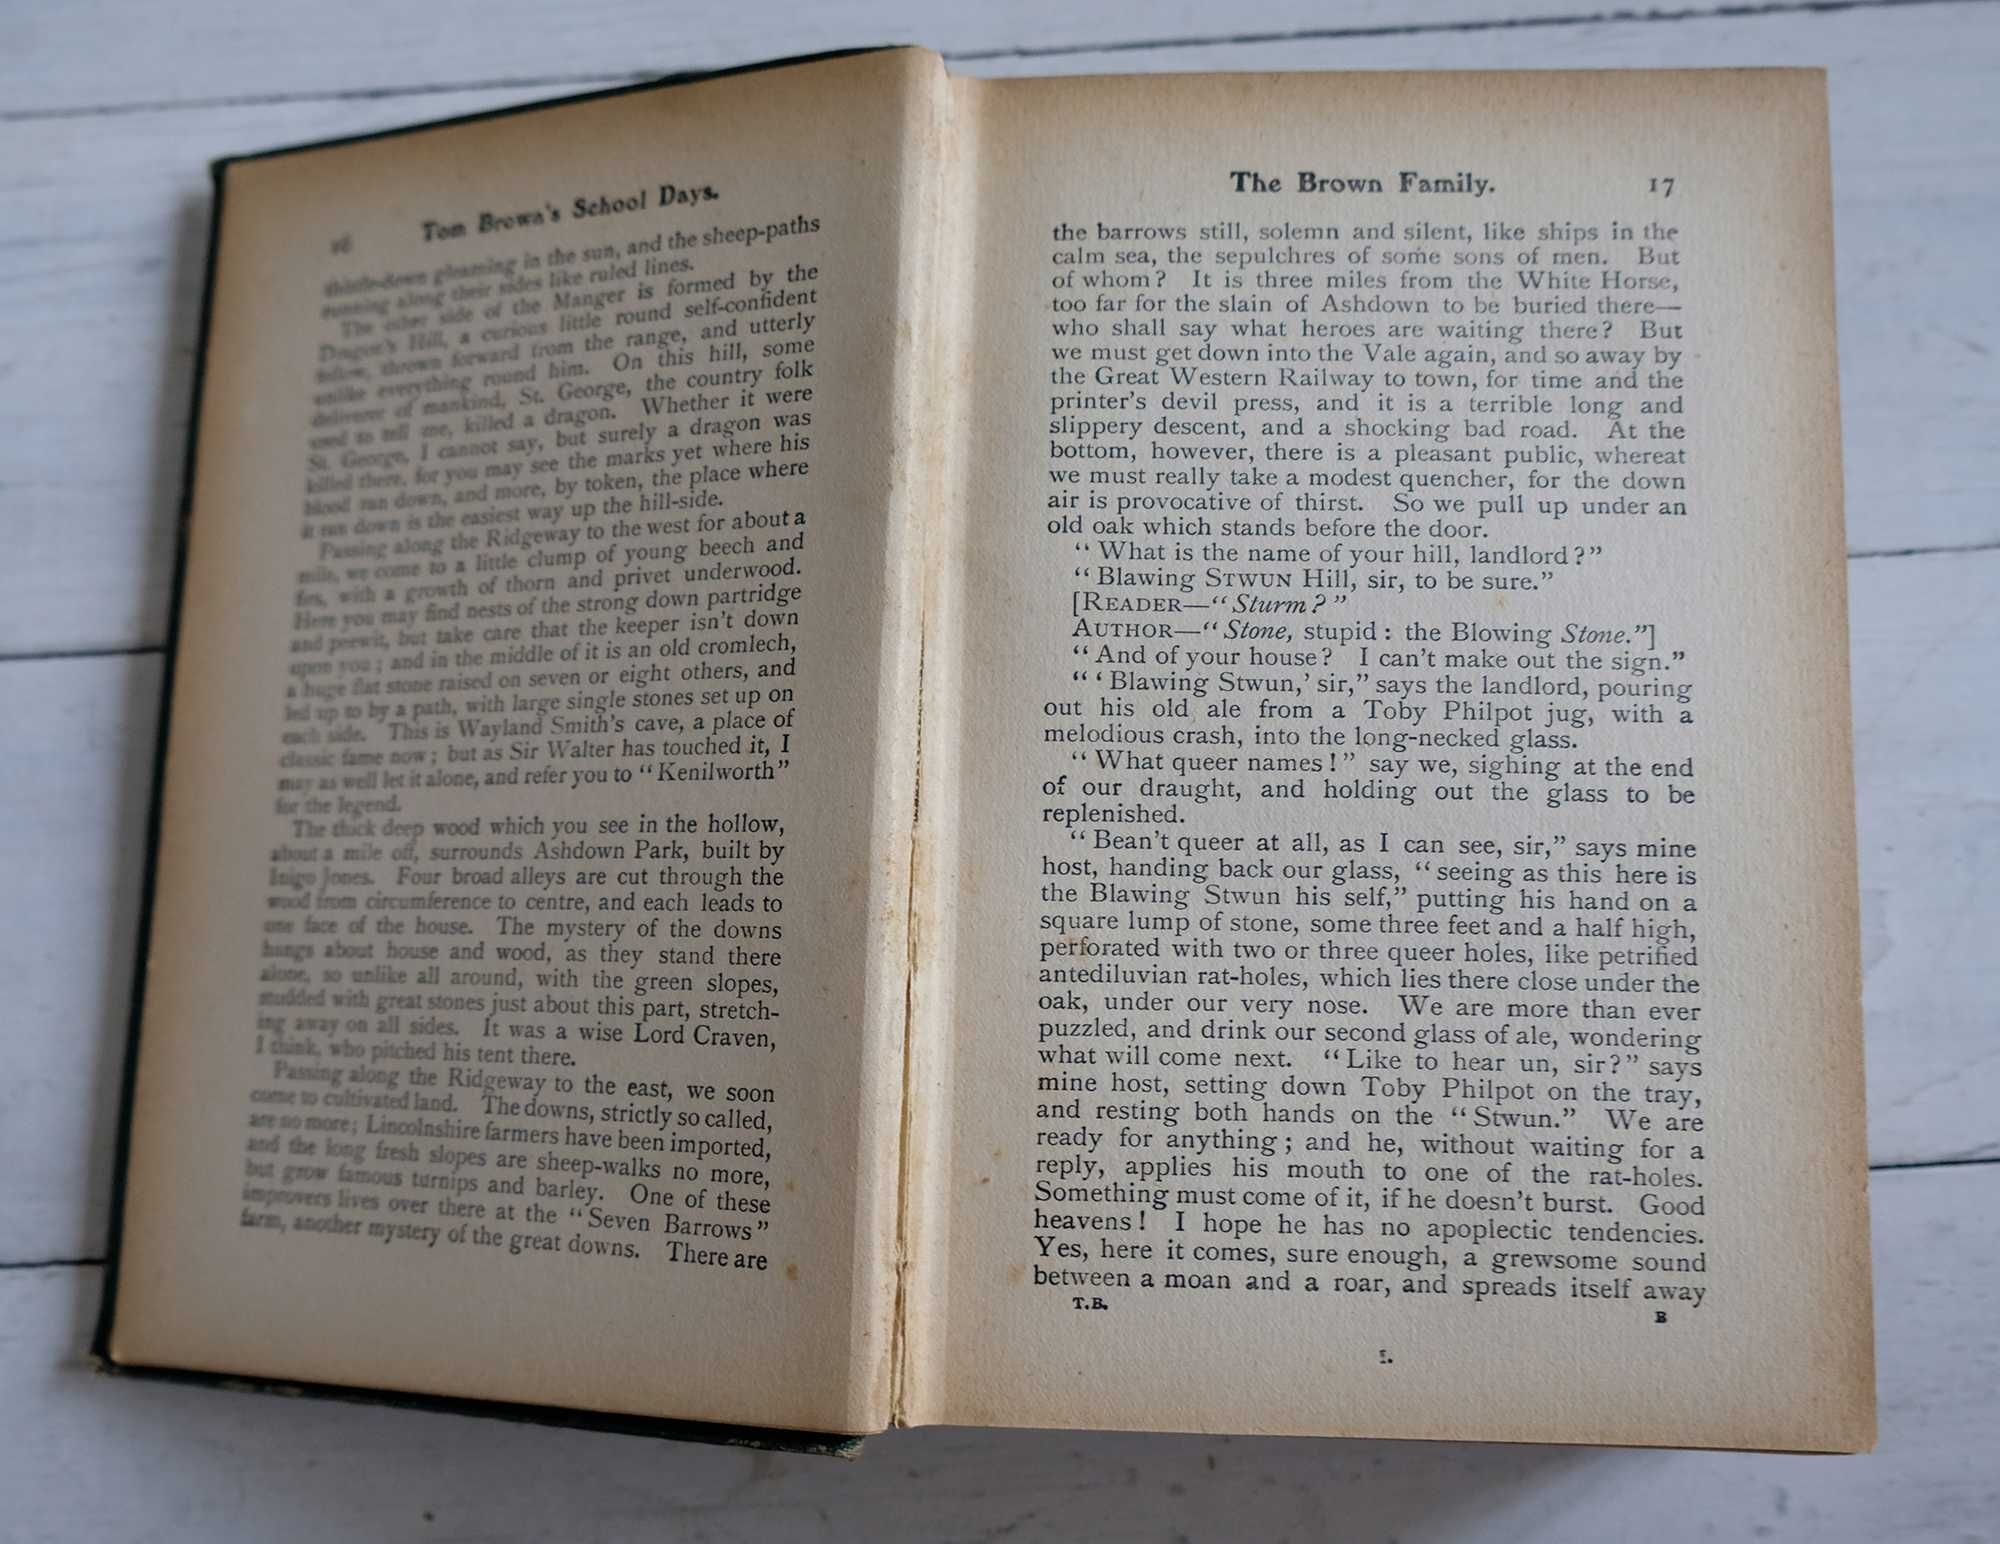 16 Tom Brown's School Days.
thistle-down gleaming in the sun, and the sheep-paths
running along their sides like ruled lines.
The other side of the Manger is formed by the
Dragon's Hill, a curious little round self-confident
fellow, thrown forward from the range, and utterly
unlike everything round him. On this hill, some
deliverer of mankind, St. George, the country folk
used to tell me, killed a dragon. Whether it were
St. George, I cannot say, but surely a dragon was
killed there, for you may see the marks yet where his
blood ran down, and more, by token, the place where
it ran down is the easiest way up the hill-side.
Passing along the Ridgeway to the west for about a
mile, we come to a little clump of young beech and
firs, with a growth of thorn and privet underwood.
Here you may find nests of the strong down partridge
and peewit, but take care that the keeper isn't down
upon you; and in the middle of it is an old cromlech,
a huge flat stone raised on seven or eight others, and
led up to by a path, with large single stones set up on
each side. This is Wayland Smith's cave, a place of
classic fame now; but as Sir Walter has touched it, I
may as well let it alone, and refer you to "Kenilworth"
for the legend.
The thick deep wood which you see in the hollow,
about a mile off, surrounds Ashdown Park, built by
Inigo Jones. Four broad alleys are cut through the
wood from circumference to centre, and each leads to
one face of the house. The mystery of the downs
hangs about house and wood, as they stand there
alone, so unlike all around, with the green slopes,
studded with great stones just about this part, stretch-
ing away on all sides. It was a wise Lord Craven,
I think, who pitched his tent there.
Passing along the Ridgeway to the east, we soon
come to cultivated land. The downs, strictly so called,
are no more; Lincolnshire farmers have been imported,
and the long fresh slopes are sheep-walks no more,
but grow famous turnips and barley. One of these
improvers lives over there at the "Seven Barrows"
farm, another mystery of the great downs. There are
The Brown Family. 17
the barrows still, solemn and silent, like ships in the
calm sea, the sepulchres of some sons of men. But
of whom? It is three miles from the White Horse,
too far for the slain of Ashdown to be buried there—
who shall say what heroes are waiting there? But
we must get down into the Vale again, and so away by
the Great Western Railway to town, for time and the
printer's devil press, and it is a terrible long and
slippery descent, and a shocking bad road. At the
bottom, however, there is a pleasant public, whereat
we must really take a modest quencher, for the down
air is provocative of thirst. So we pull up under an
old oak which stands before the door.
"What is the name of your hill, landlord?"
"Blawing STWUN Hill, sir, to be sure."
[READER—"Sturm?"
AUTHOR—"Stone, stupid: the Blowing Stone."]
"And of your house? I can't make out the sign."
"'Blawing Stwun,' sir," says the landlord, pouring
out his old ale from a Toby Philpot jug, with a
melodious crash, into the long-necked glass.
"What queer names!" say we, sighing at the end
of our draught, and holding out the glass to be
replenished.
"Bean't queer at all, as I can see, sir," says mine
host, handing back our glass, "seeing as this here is
the Blawing Stwun his self," putting his hand on a
square lump of stone, some three feet and a half high,
perforated with two or three queer holes, like petrified
antediluvian rat-holes, which lies there close under the
oak, under our very nose. We are more than ever
puzzled, and drink our second glass of ale, wondering
what will come next. "Like to hear un, sir?" says
mine host, setting down Toby Philpot on the tray,
and resting both hands on the "Stwun." We are
ready for anything; and he, without waiting for a
reply, applies his mouth to one of the rat-holes.
Something must come of it, if he doesn't burst. Good
heavens! I hope he has no apoplectic tendencies.
Yes, here it comes, sure enough, a grewsome sound
between a moan and a roar, and spreads itself away
T.B. B